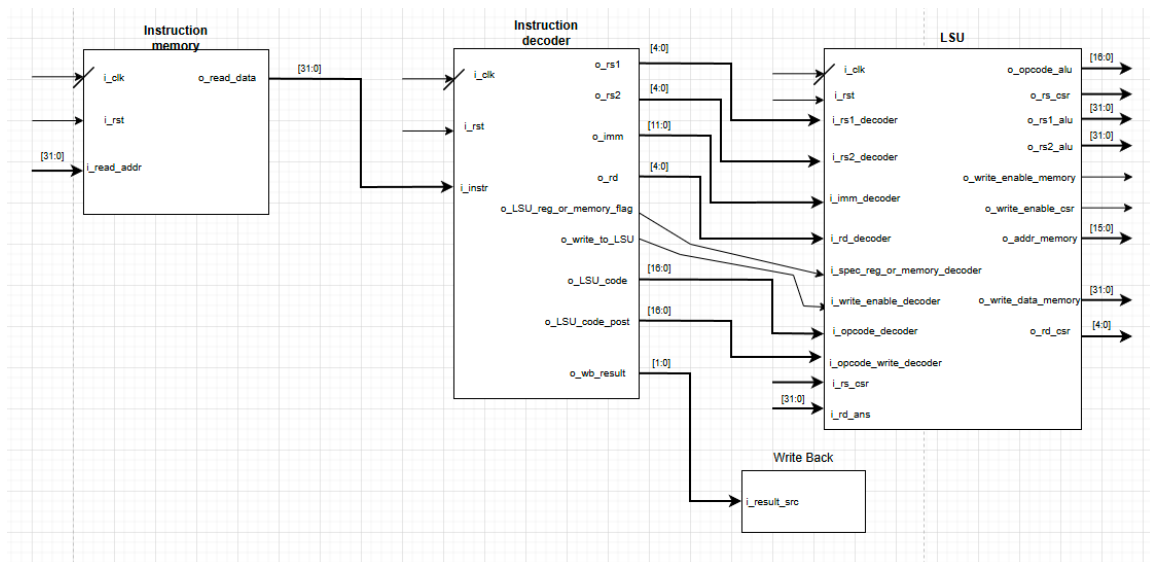 Instruction
memory
i_clk
o_read_data
[31:0]
i_rst
[31:0]
i_read_addr
Instruction
decoder
i_clk
i_rst
i_instr
o_rs1
[4:0]
o_rs2
[4:0]
o_imm
[11:0]
o_rd
[4:0]
o_LSU_reg_or_memory_flag
o_write_to_LSU
o_LSU_code
[16:0]
o_LSU_code_post
[16:0]
o_wb_result
[1:0]
LSU
i_clk
i_rst
i_rs1_decoder
i_rs2_decoder
i_imm_decoder
i_rd_decoder
i_spec_reg_or_memory_decoder
i_write_enable_decoder
i_opcode_decoder
i_opcode_write_decoder
i_rs_csr
[31:0]
i_rd_ans
o_opcode_alu
[16:0]
o_rs_csr
o_rs1_alu
[31:0]
o_rs2_alu
[31:0]
o_write_enable_memory
o_write_enable_csr
o_addr_memory
[15:0]
o_write_data_memory
[31:0]
o_rd_csr
[4:0]
Write Back
i_result_src